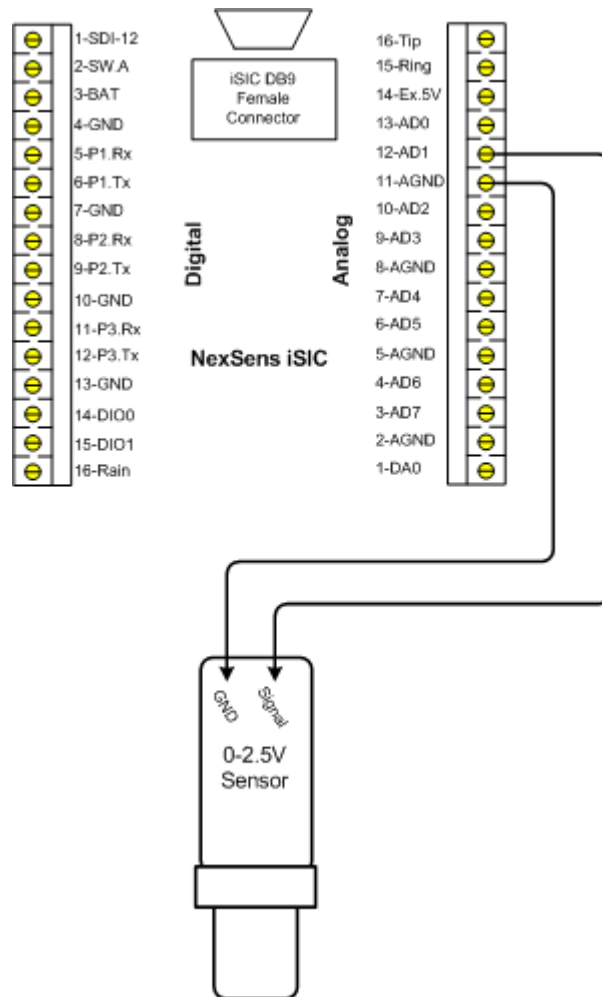 1-SDI-12
2-SW.A
3-BAT
4-GND
5-P1.Rx
6-P1.Tx
7-GND
8-P2.Rx
9-P2.Tx
10-GND
11-P3.Rx
12-P3.Tx
13-GND
14-DIO0
15-DIO1
16-Rain
iSIC DB9
Female
Connector
Digital
Analog
NexSens iSIC
16-Tip
15-Ring
14-Ex.5V
13-AD0
12-AD1
11-AGND
10-AD2
9-AD3
8-AGND
7-AD4
6-AD5
5-AGND
4-AD6
3-AD7
2-AGND
1-DA0
GND
Signal
0-2.5V
Sensor